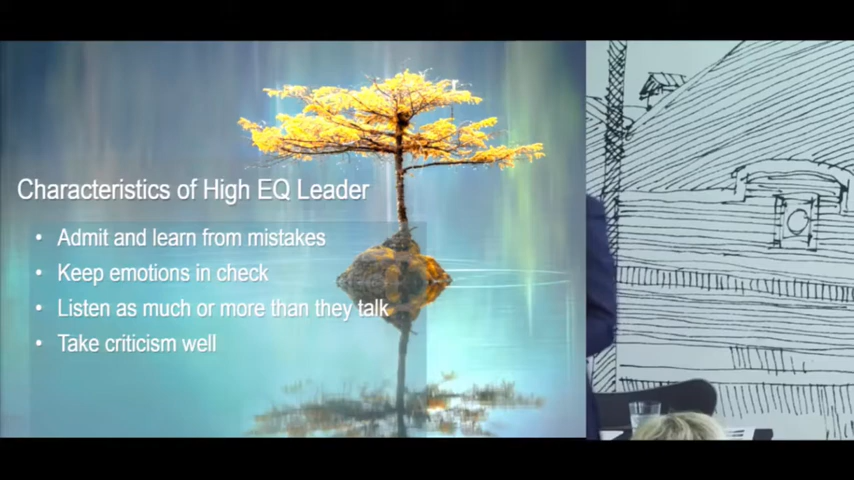 Characteristics of High EQ Leader
• Admit and learn from mistakes
• Keep emotions in check
• Listen as much or more than they talk
• Take criticism well